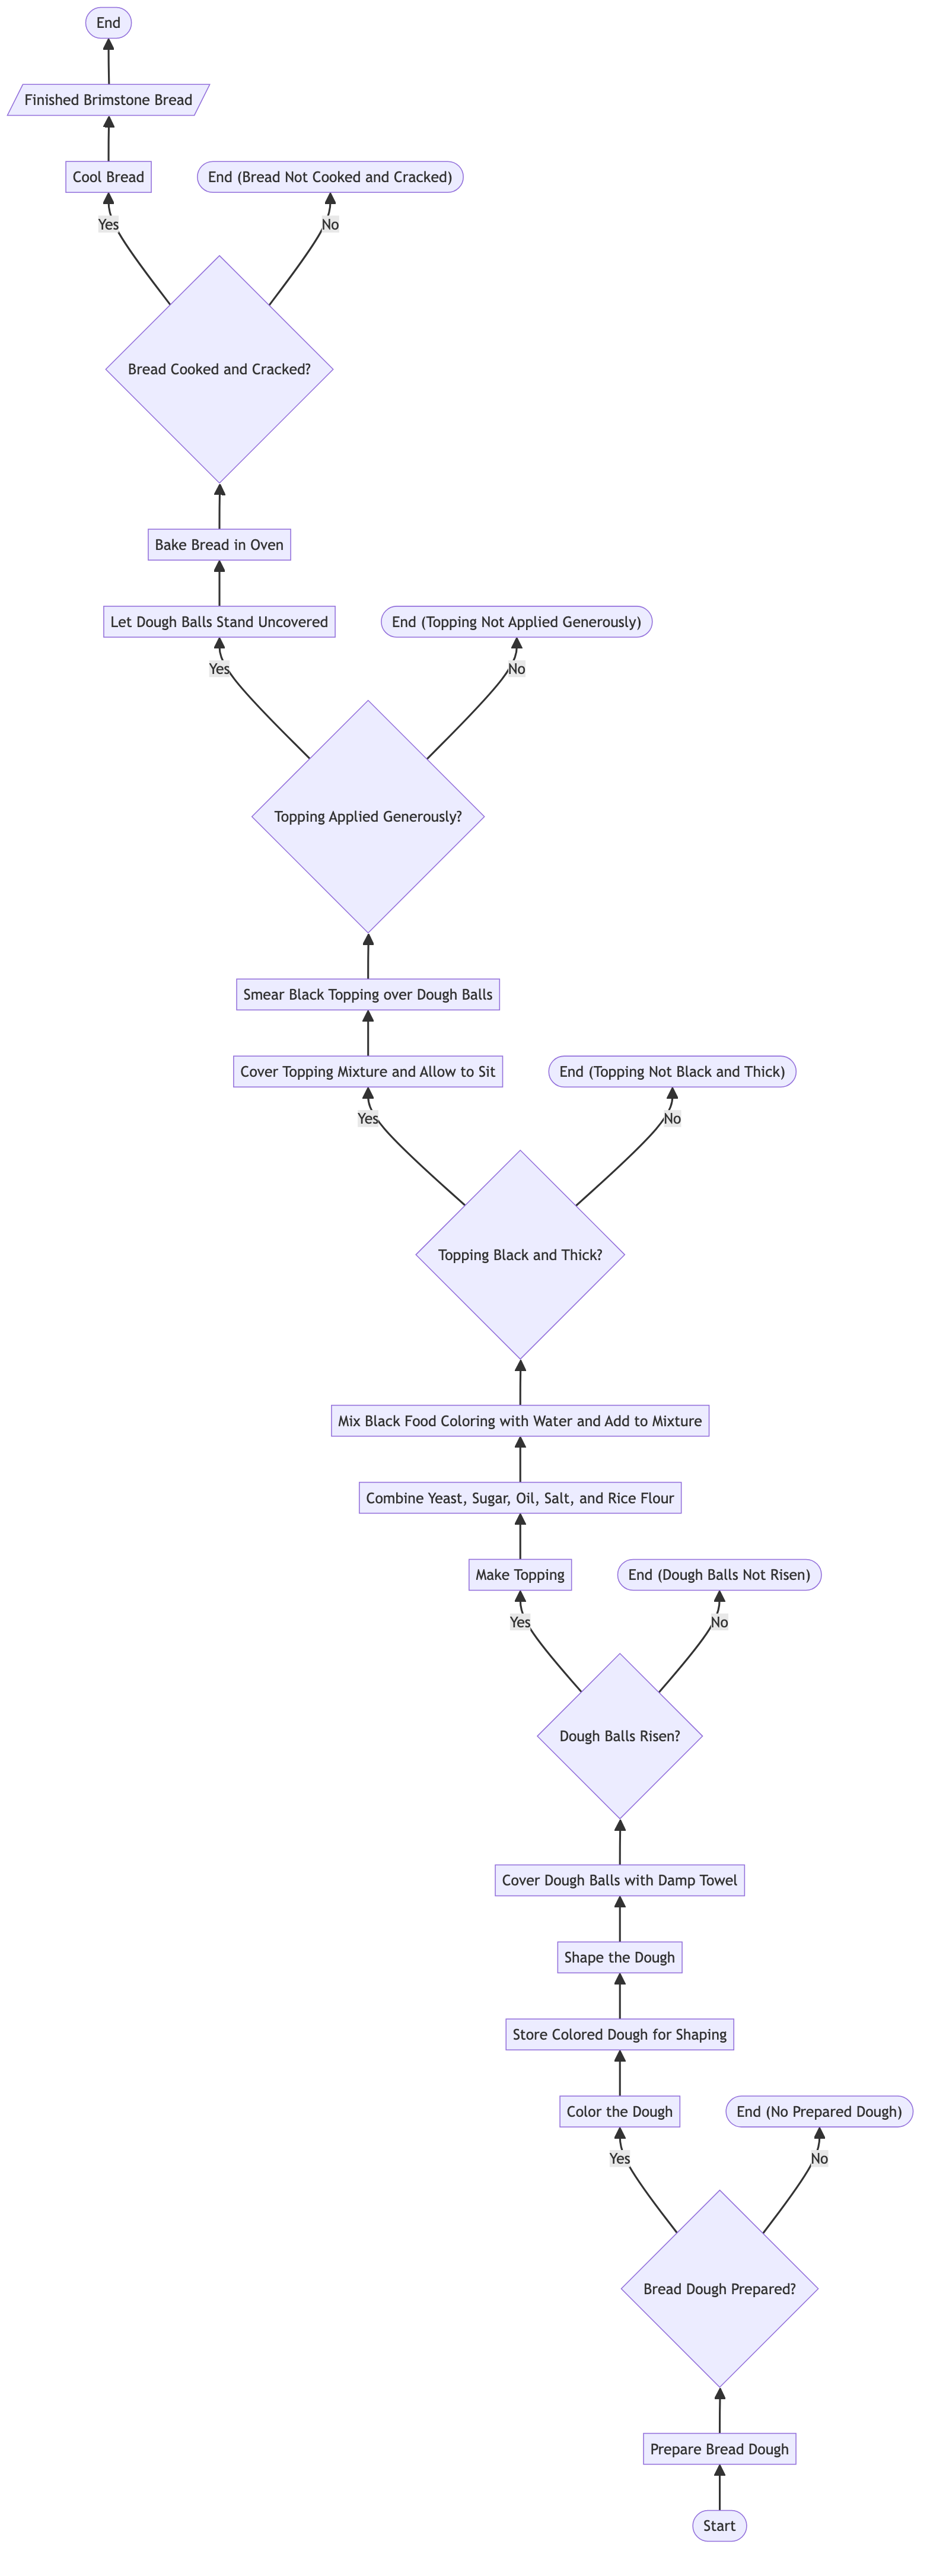 End
Finished Brimstone Bread
Cool Bread
End (Bread Not Cooked and Cracked)
Yes
No
Bread Cooked and Cracked?
Bake Bread in Oven
Let Dough Balls Stand Uncovered
End (Topping Not Applied Generously)
Yes
No
Topping Applied Generously?
Smear Black Topping over Dough Balls
Cover Topping Mixture and Allow to Sit
End (Topping Not Black and Thick)
Yes
No
Topping Black and Thick?
Mix Black Food Coloring with Water and Add to Mixture
Combine Yeast, Sugar, Oil, Salt, and Rice Flour
Make Topping
End (Dough Balls Not Risen)
Yes
No
Dough Balls Risen?
Cover Dough Balls with Damp Towel
Shape the Dough
Store Colored Dough for Shaping
Color the Dough
End (No Prepared Dough)
Yes
No
Bread Dough Prepared?
Prepare Bread Dough
Start